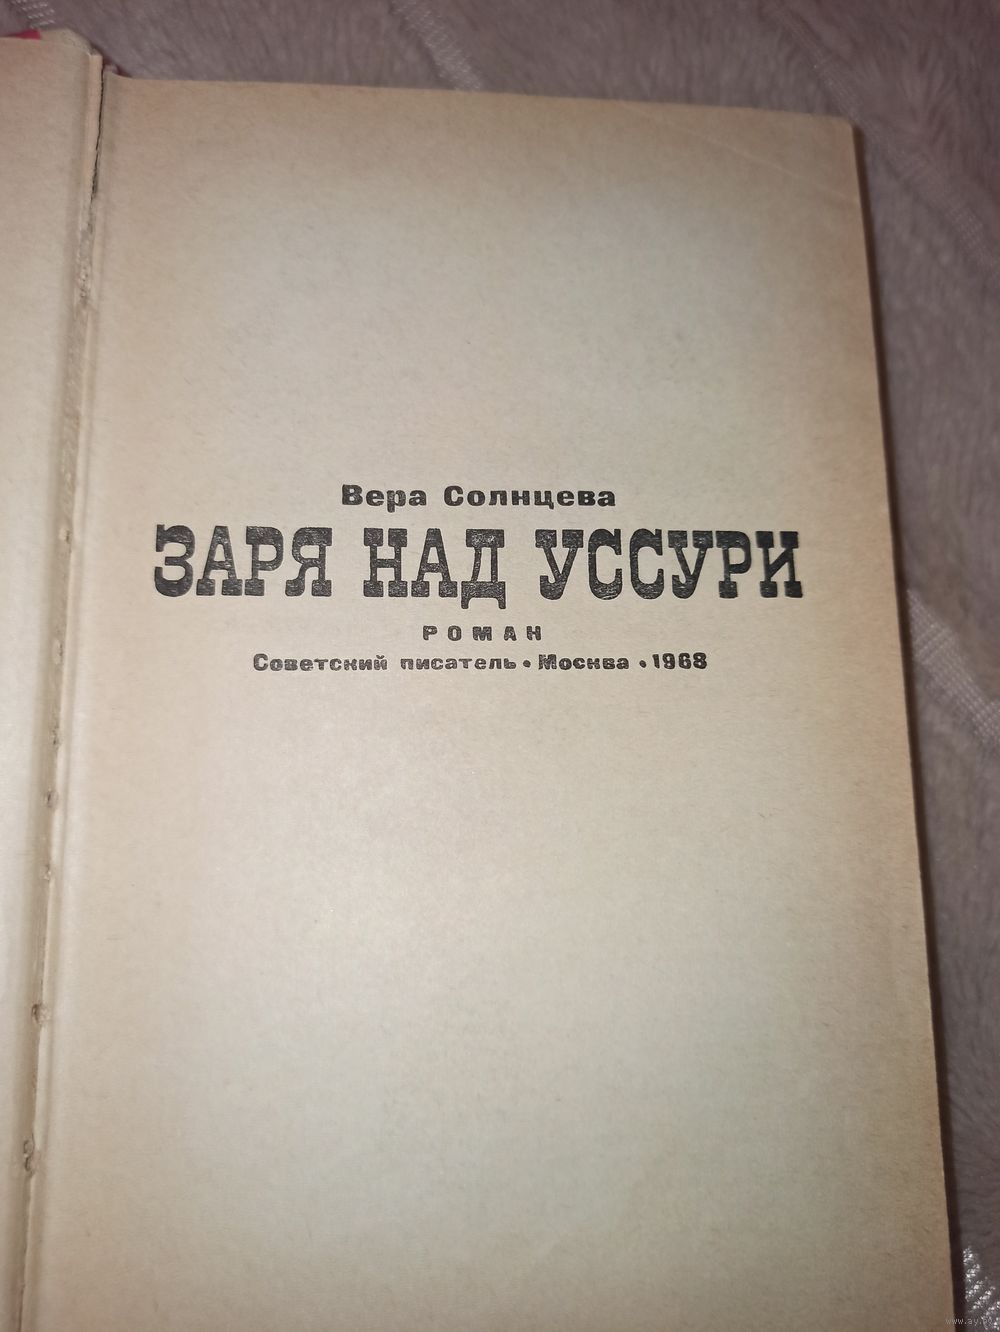 Вера Солнцева
ЗАРЯ НАД УССУРИ
РОМАН
Советский писатель • Москва • 1968